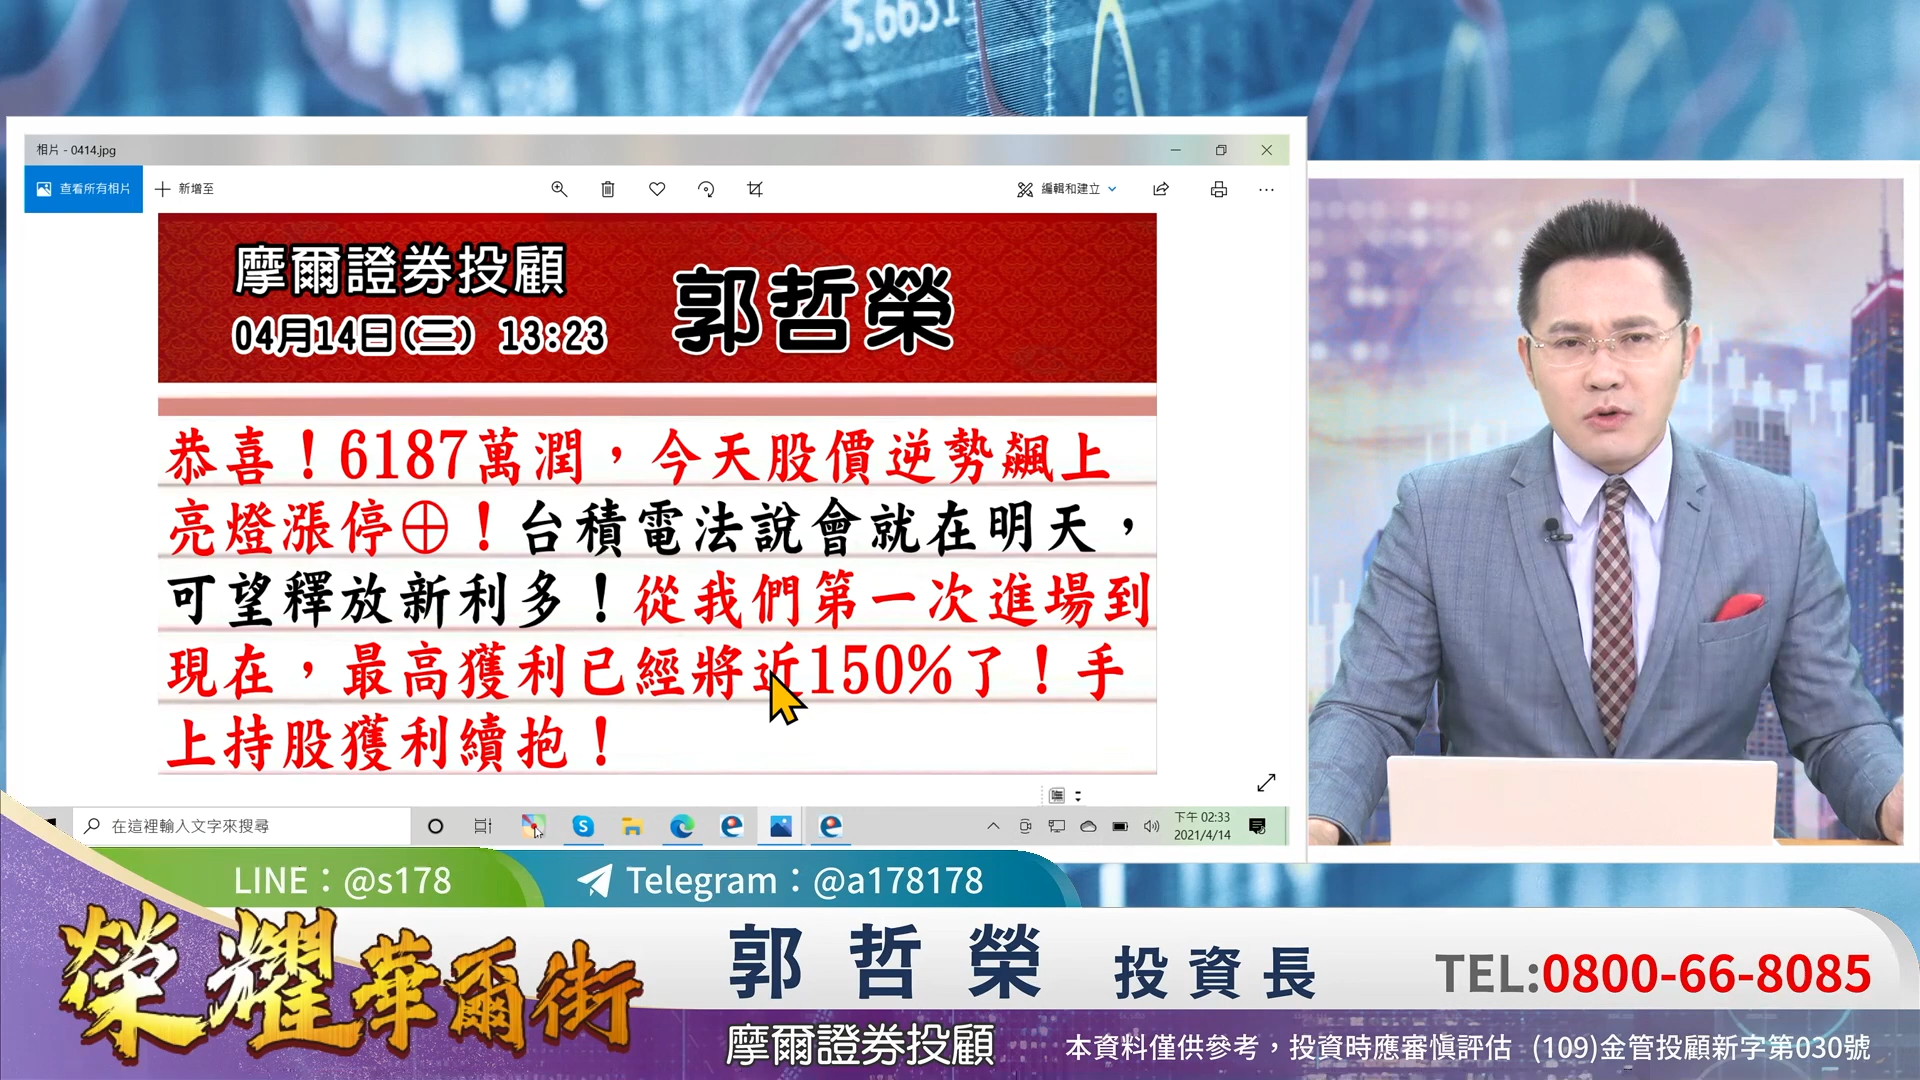 5.6631
相片 - 0414.jpg
查看所有相片
新增至
編輯和建立
摩爾證券投顧
04月14日(三) 13:23
郭哲榮
恭喜！6187萬潤，今天股價逆勢飆上
亮燈漲停⊕！台積電法說會就在明天，
可望釋放新利多！從我們第一次進場到
現在，最高獲利已經將近150%了！手
上持股獲利續抱！
在這裡輸入文字來搜尋
下午 02:33
2021/4/14
LINE：@s178
Telegram：@a178178
榮耀華爾街
郭哲榮 投資長
TEL:0800-66-8085
摩爾證券投顧
本資料僅供參考，投資時應審慎評估 (109)金管投顧新字第030號